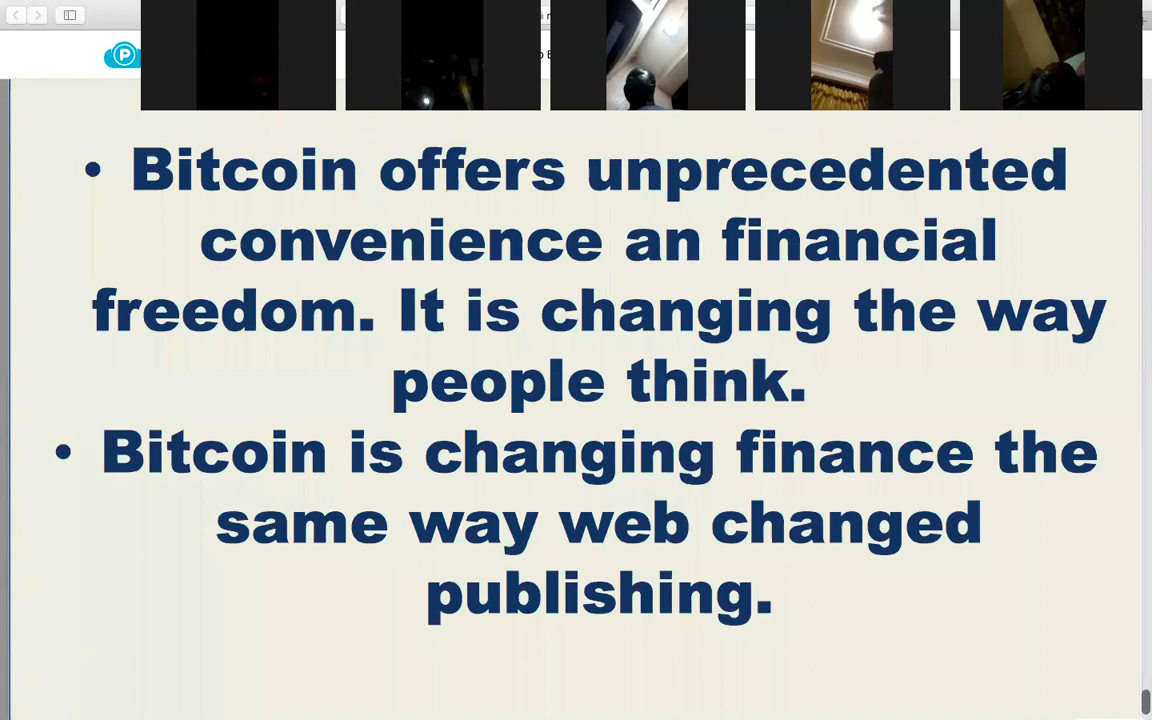 P
• Bitcoin offers unprecedented
convenience an financial
freedom. It is changing the way
people think.
• Bitcoin is changing finance the
same way web changed
publishing.